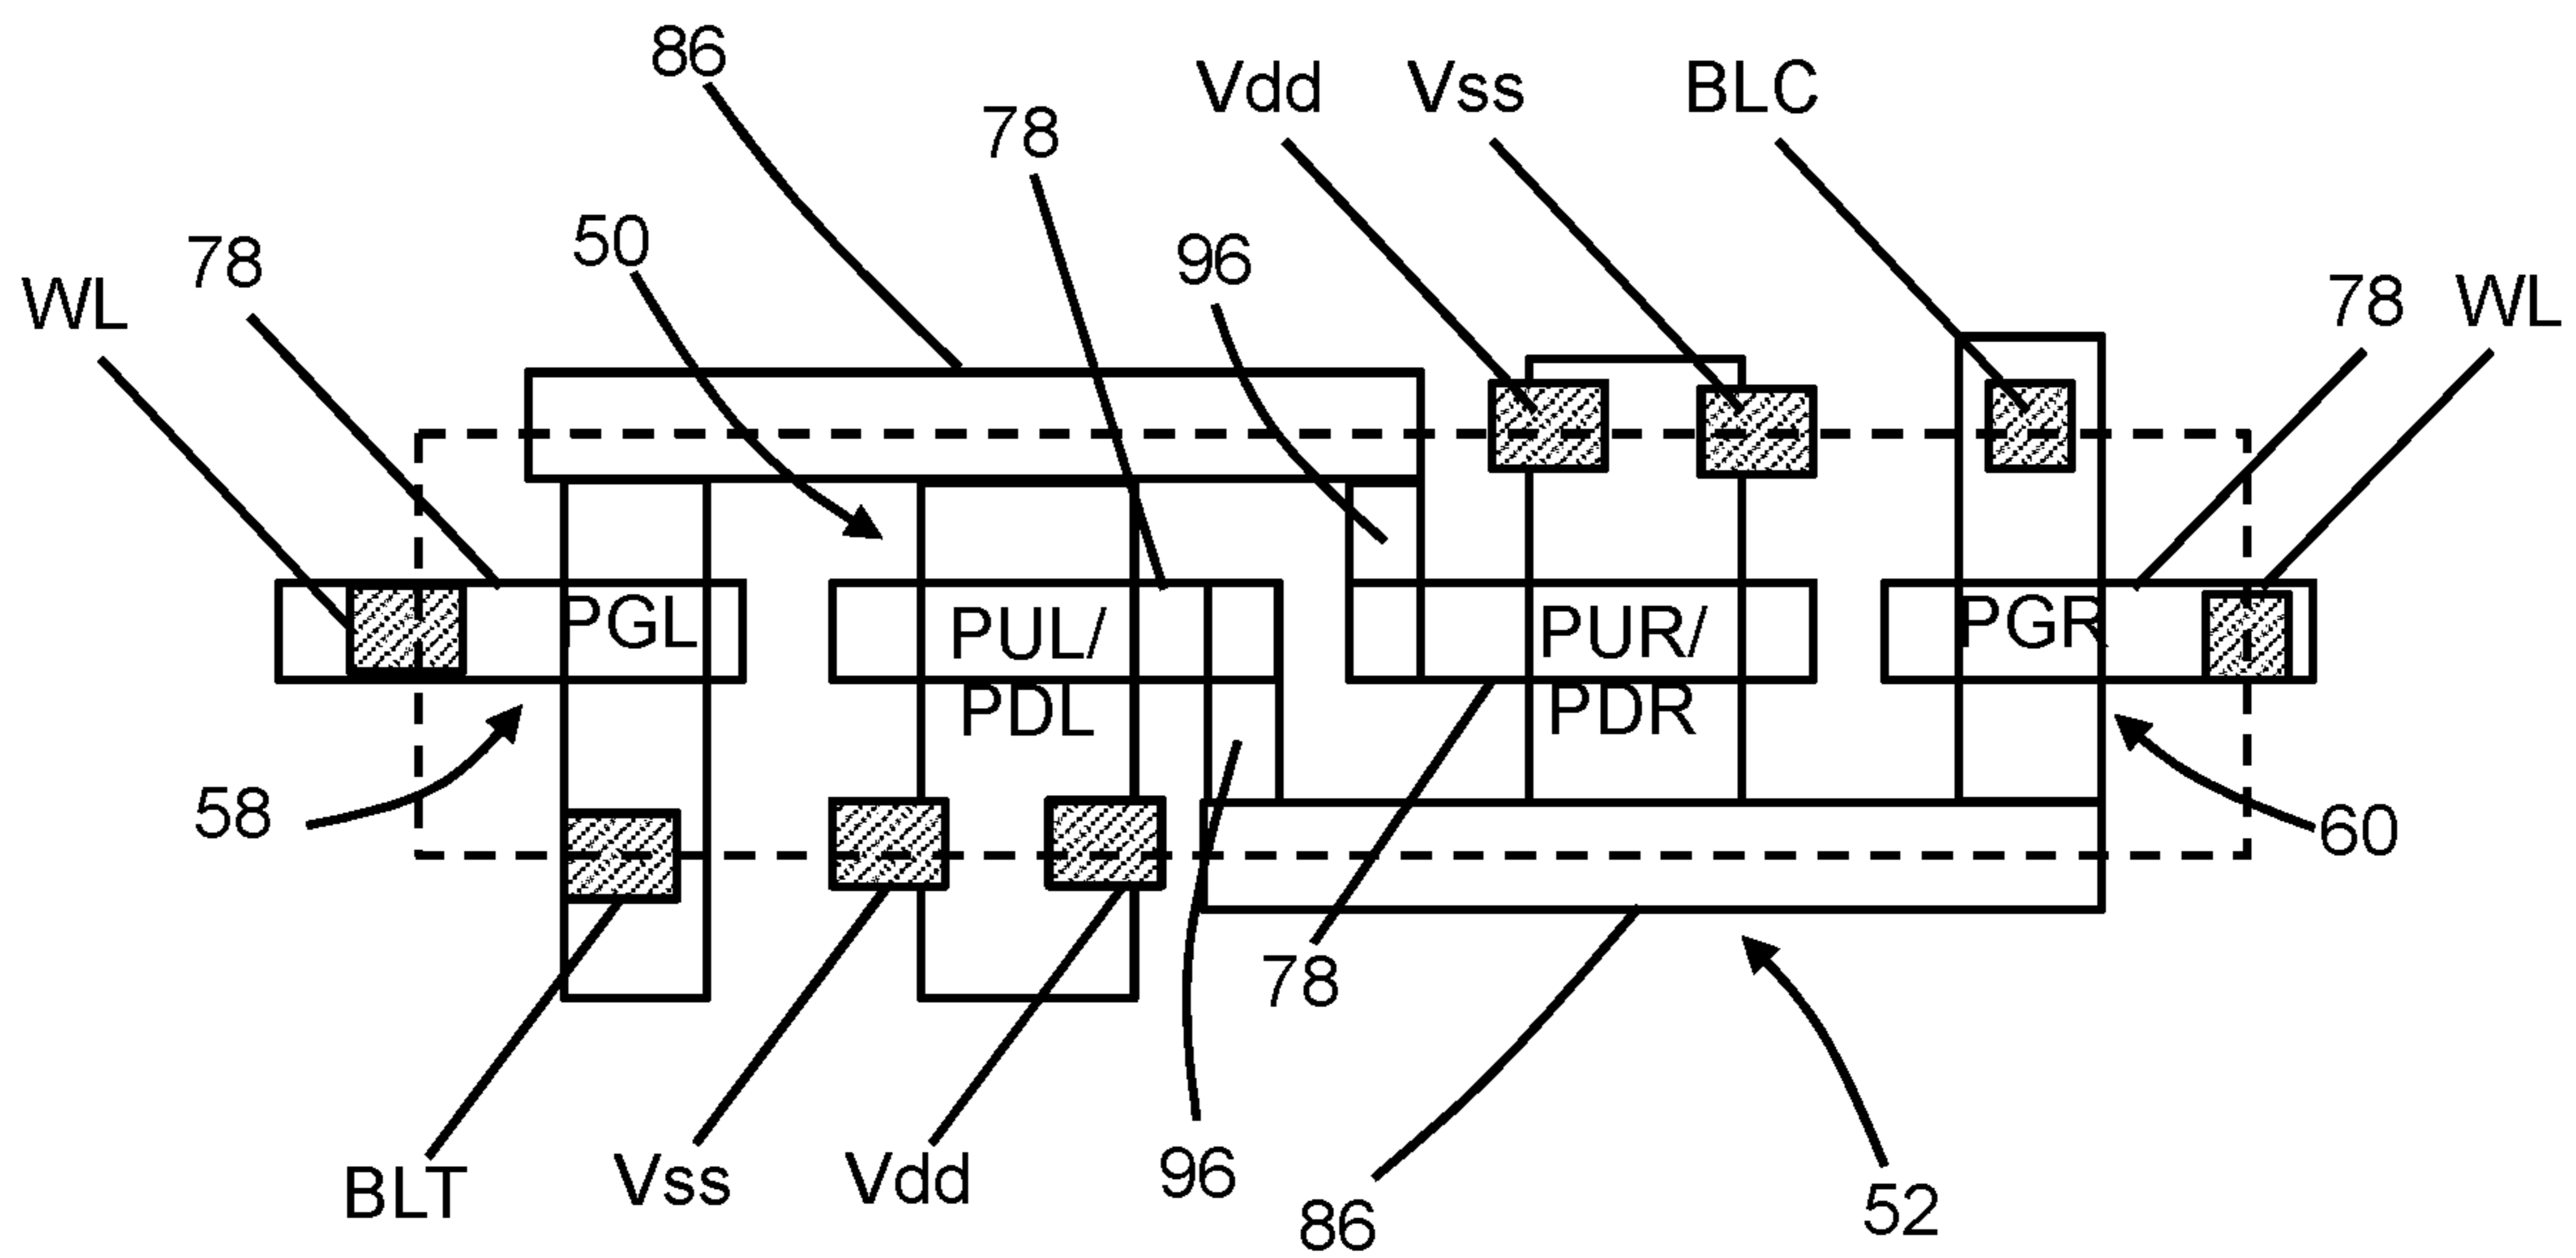 86
Vdd Vss BLC
78
50
78
96
WL
78 WL
PGL
PUL/
PDL
PUR/
PDR
PGR
58
60
78
BLT
Vss
Vdd
96
86
52